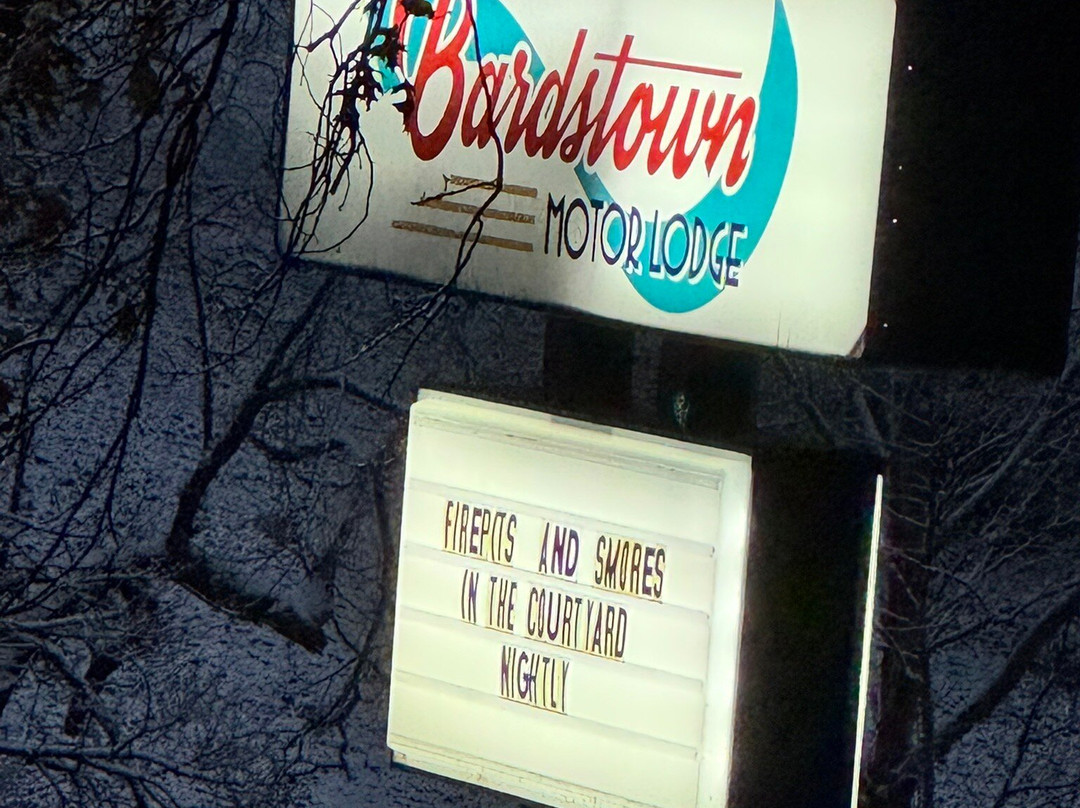 Bardstown
MOTOR LODGE
FIREPITS AND SMORES
IN THE COURTYARD
NIGHTLY